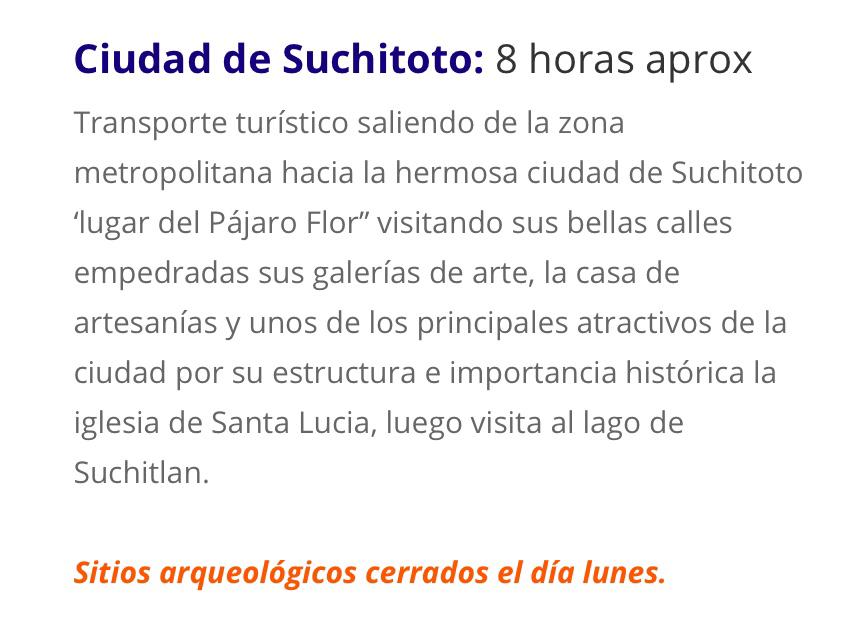 Ciudad de Suchitoto: 8 horas aprox
Transporte turístico saliendo de la zona
metropolitana hacia la hermosa ciudad de Suchitoto
‘lugar del Pájaro Flor” visitando sus bellas calles
empedradas sus galerías de arte, la casa de
artesanías y unos de los principales atractivos de la
ciudad por su estructura e importancia histórica la
iglesia de Santa Lucia, luego visita al lago de
Suchitlan.
Sitios arqueológicos cerrados el día lunes.